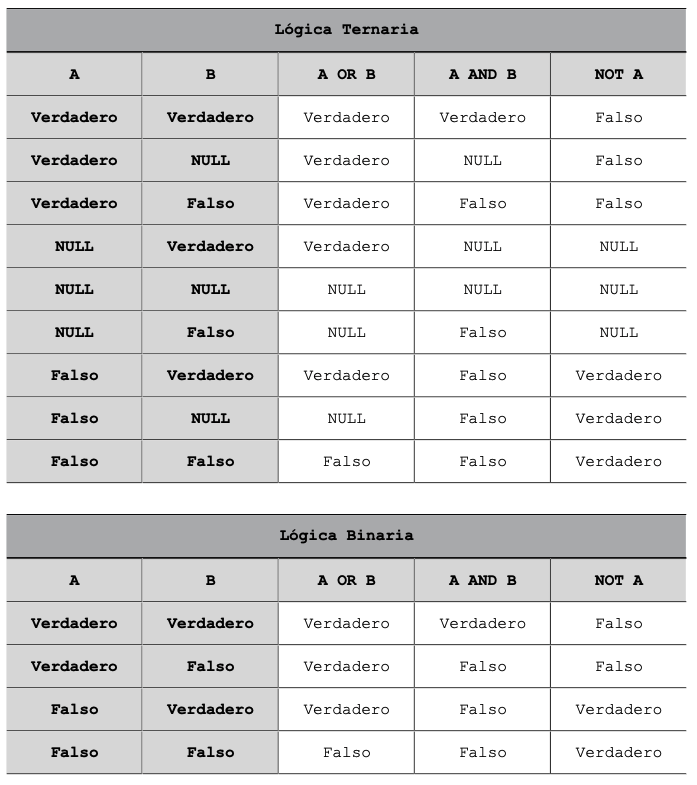 Lógica Ternaria
A B A OR B A AND B NOT A
Verdadero Verdadero Verdadero Verdadero Falso
Verdadero NULL Verdadero NULL Falso
Verdadero Falso Verdadero Falso Falso
NULL Verdadero Verdadero NULL NULL
NULL NULL NULL NULL NULL
NULL Falso NULL Falso NULL
Falso Verdadero Verdadero Falso Verdadero
Falso NULL NULL Falso Verdadero
Falso Falso Falso Falso Verdadero
Lógica Binaria
A B A OR B A AND B NOT A
Verdadero Verdadero Verdadero Verdadero Falso
Verdadero Falso Verdadero Falso Falso
Falso Verdadero Verdadero Falso Verdadero
Falso Falso Falso Falso Verdadero